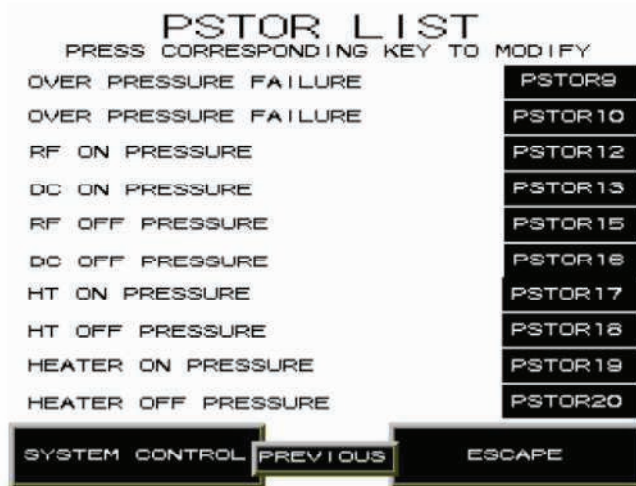 PSTOR LIST
PRESS CORRESPONDING KEY TO MODIFY
OVER PRESSURE FAILURE PSTOR9
OVER PRESSURE FAILURE PSTOR10
RF ON PRESSURE PSTOR12
DC ON PRESSURE PSTOR13
RF OFF PRESSURE PSTOR15
DC OFF PRESSURE PSTOR16
HT ON PRESSURE PSTOR17
HT OFF PRESSURE PSTOR18
HEATER ON PRESSURE PSTOR19
HEATER OFF PRESSURE PSTOR20
SYSTEM CONTROL PREVIOUS ESCAPE